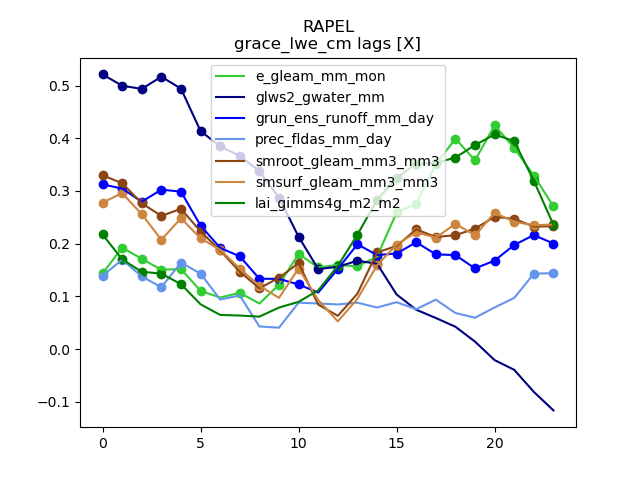 RAPEL
grace_lwe_cm lags [X]
e_gleam_mm_mon
glws2_gwater_mm
grun_ens_runoff_mm_day
prec_fldas_mm_day
smroot_gleam_mm3_mm3
smsurf_gleam_mm3_mm3
lai_gimms4g_m2_m2
0.5
0.4
0.3
0.2
0.1
0.0
−0.1
0 5 10 15 20